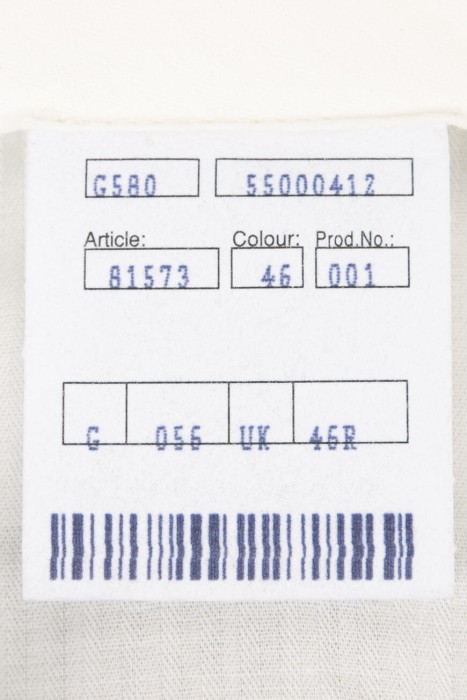 G580 55000412
Article: Colour: Prod.No.:
81573 46 001
G 056 UK 46R